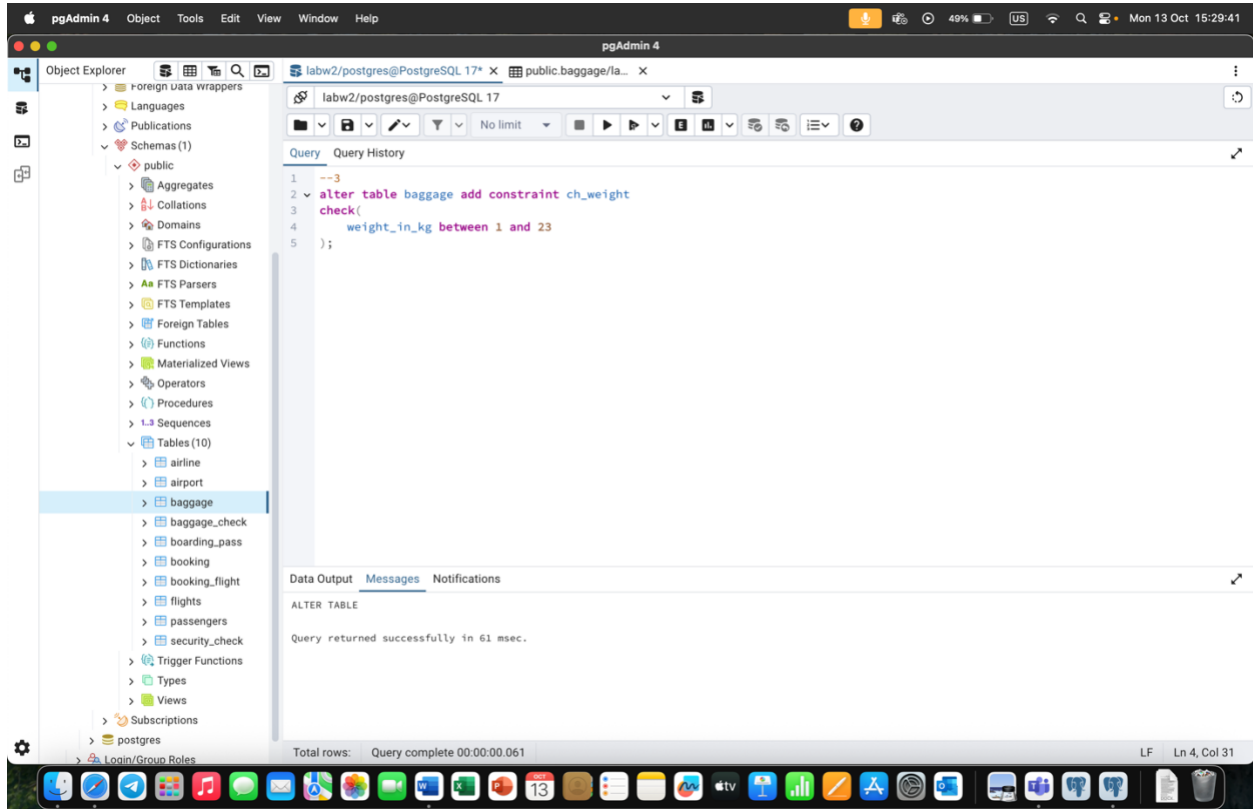 pgAdmin 4 Object Tools Edit View Window Help 49% US Mon 13 Oct 15:29:41
pgAdmin 4
Object Explorer
labw2/postgres@PostgreSQL 17* public.baggage/la...
Foreign Data Wrappers
Languages
Publications
Schemas (1)
public
Aggregates
Collations
Domains
FTS Configurations
FTS Dictionaries
Aa FTS Parsers
FTS Templates
Foreign Tables
Functions
Materialized Views
Operators
Procedures
1..3 Sequences
Tables (10)
airline
airport
baggage
baggage_check
boarding_pass
booking
booking_flight
flights
passengers
security_check
Trigger Functions
Types
Views
Subscriptions
postgres
Login/Group Roles
labw2/postgres@PostgreSQL 17
No limit
E
Query Query History
1 --3
2 alter table baggage add constraint ch_weight
3 check(
4 weight_in_kg between 1 and 23
5 );
Data Output Messages Notifications
ALTER TABLE
Query returned successfully in 61 msec.
Total rows: Query complete 00:00:00.061 LF Ln 4, Col 31
OCT
13
tv